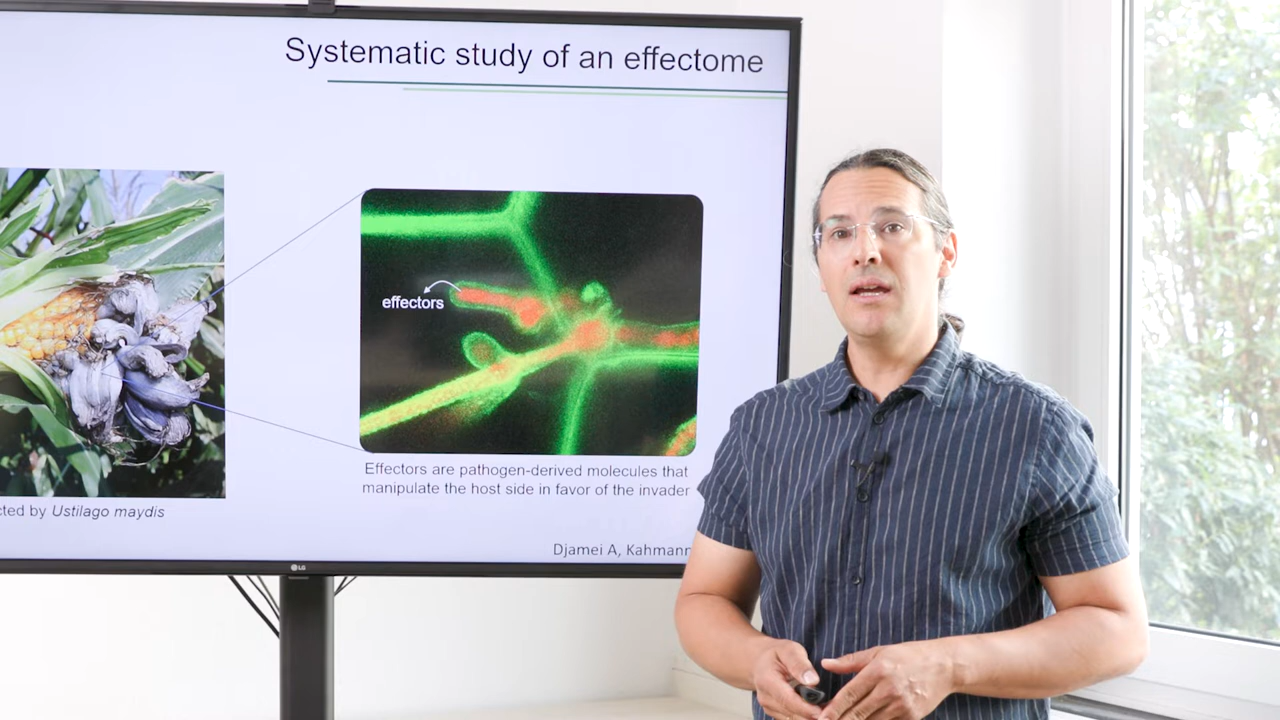 Systematic study of an effectome
effectors
Effectors are pathogen-derived molecules that
manipulate the host side in favor of the invader
cted by Ustilago maydis
Djamei A, Kahmann
LG